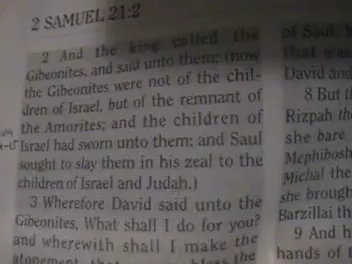 2 SAMUEL 21:2
2 And the king called the
Gibeonites, and said unto them; (now
the Gibeonites were not of the chil-
dren of Israel, but of the remnant of
the Amorites; and the children of
Israel had sworn unto them: and Saul
sought to slay them in his zeal to the
children of Israel and Judah.)
3 Wherefore David said unto the
Gibeonites, What shall I do for you?
and wherewith shall I make the
atonement, that bless the
of Saul,
that was
David and
8 But
Rizpah
she bare
Mephibosh
Michal the
she brough
Barzillai th
9 And h
hands of